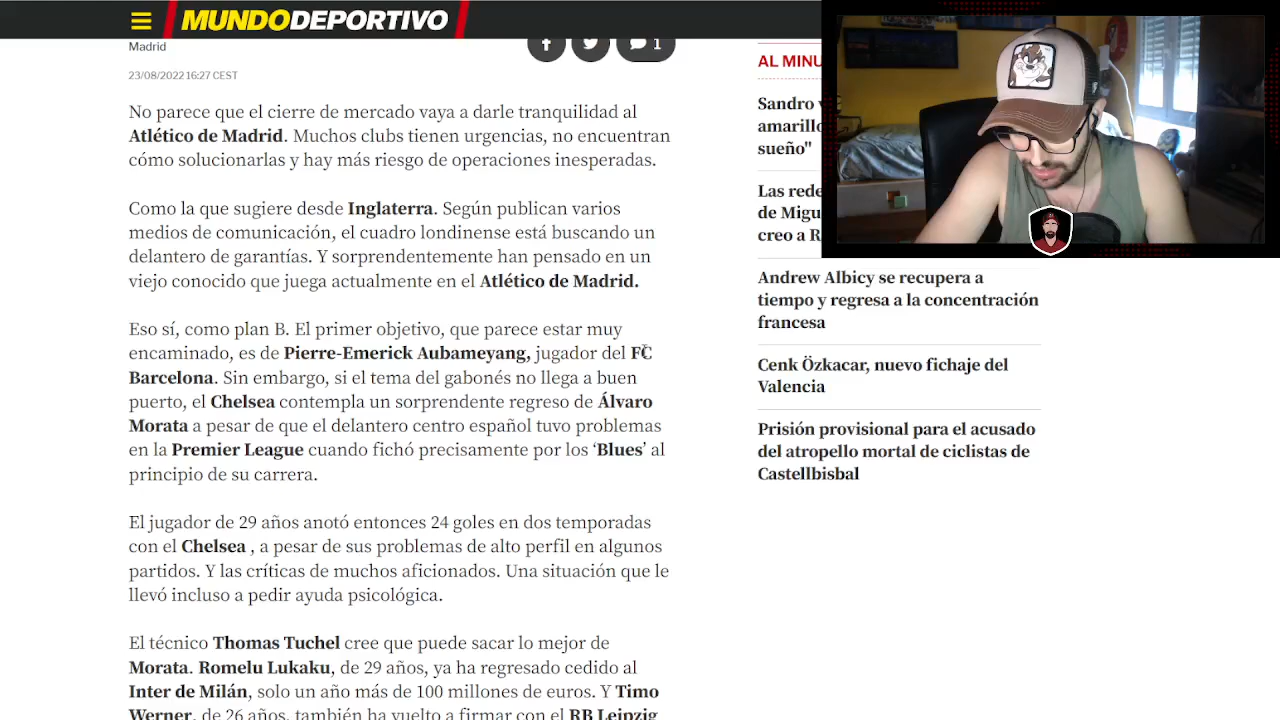 MUNDODEPORTIVO
Madrid
1
23/08/2022 16:27 CEST
No parece que el cierre de mercado vaya a darle tranquilidad al
Atlético de Madrid. Muchos clubs tienen urgencias, no encuentran
cómo solucionarlas y hay más riesgo de operaciones inesperadas.
Como la que sugiere desde Inglaterra. Según publican varios
medios de comunicación, el cuadro londinense está buscando un
delantero de garantías. Y sorprendentemente han pensado en un
viejo conocido que juega actualmente en el Atlético de Madrid.
Eso sí, como plan B. El primer objetivo, que parece estar muy
encaminado, es de Pierre-Emerick Aubameyang, jugador del FC
Barcelona. Sin embargo, si el tema del gabonés no llega a buen
puerto, el Chelsea contempla un sorprendente regreso de Álvaro
Morata a pesar de que el delantero centro español tuvo problemas
en la Premier League cuando fichó precisamente por los ‘Blues’ al
principio de su carrera.
El jugador de 29 años anotó entonces 24 goles en dos temporadas
con el Chelsea , a pesar de sus problemas de alto perfil en algunos
partidos. Y las críticas de muchos aficionados. Una situación que le
llevó incluso a pedir ayuda psicológica.
El técnico Thomas Tuchel cree que puede sacar lo mejor de
Morata. Romelu Lukaku, de 29 años, ya ha regresado cedido al
Inter de Milán, solo un año más de 100 millones de euros. Y Timo
Werner, de 26 años, también ha vuelto a firmar con el RB Leipzig
AL MINU
Sandro
amarillo
sueño"
Las rede
de Migu
creo a R
Andrew Albicy se recupera a
tiempo y regresa a la concentración
francesa
Cenk Özkacar, nuevo fichaje del
Valencia
Prisión provisional para el acusado
del atropello mortal de ciclistas de
Castellbisbal